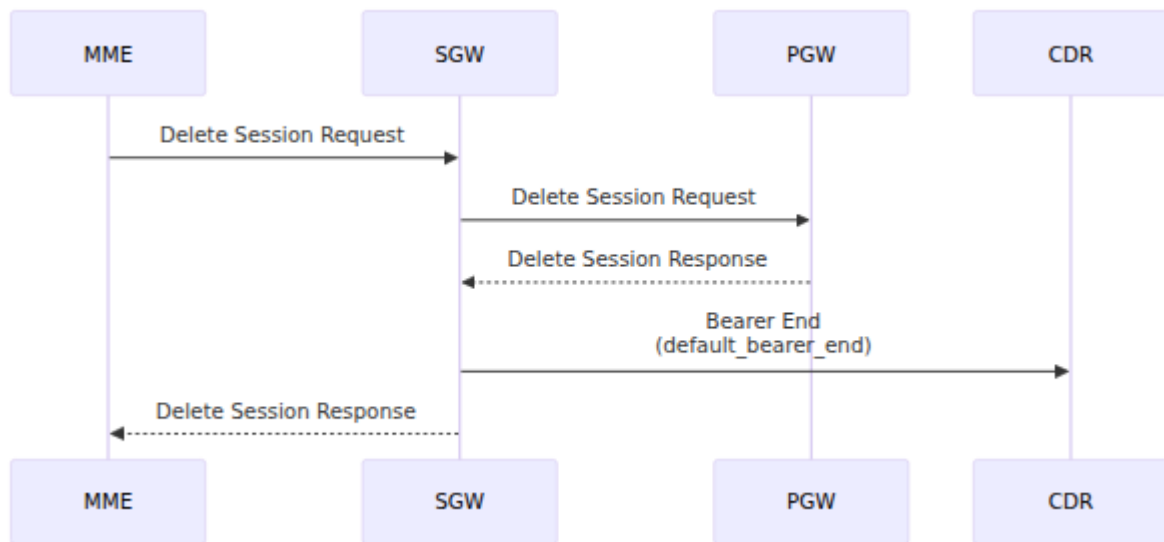 MME
SGW
PGW
CDR
Delete Session Request
Delete Session Request
Delete Session Response
Bearer End
(default_bearer_end)
Delete Session Response
MME
SGW
PGW
CDR